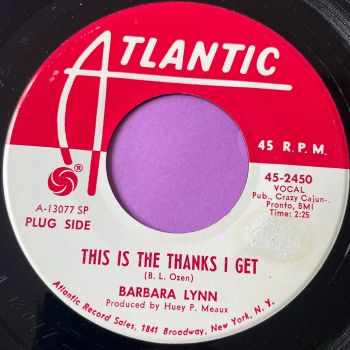 ATLANTIC
45 R.P.M.
®
A-13077 SP
PLUG SIDE
45-2450
VOCAL
Pub., Crazy Cajun-
Pronto, BMI
Time: 2:25
THIS IS THE THANKS I GET
(B. L. Ozen)
BARBARA LYNN
Produced by Huey P. Meaux
Atlantic Record Sales, 1841 Broadway, New York, N. Y.